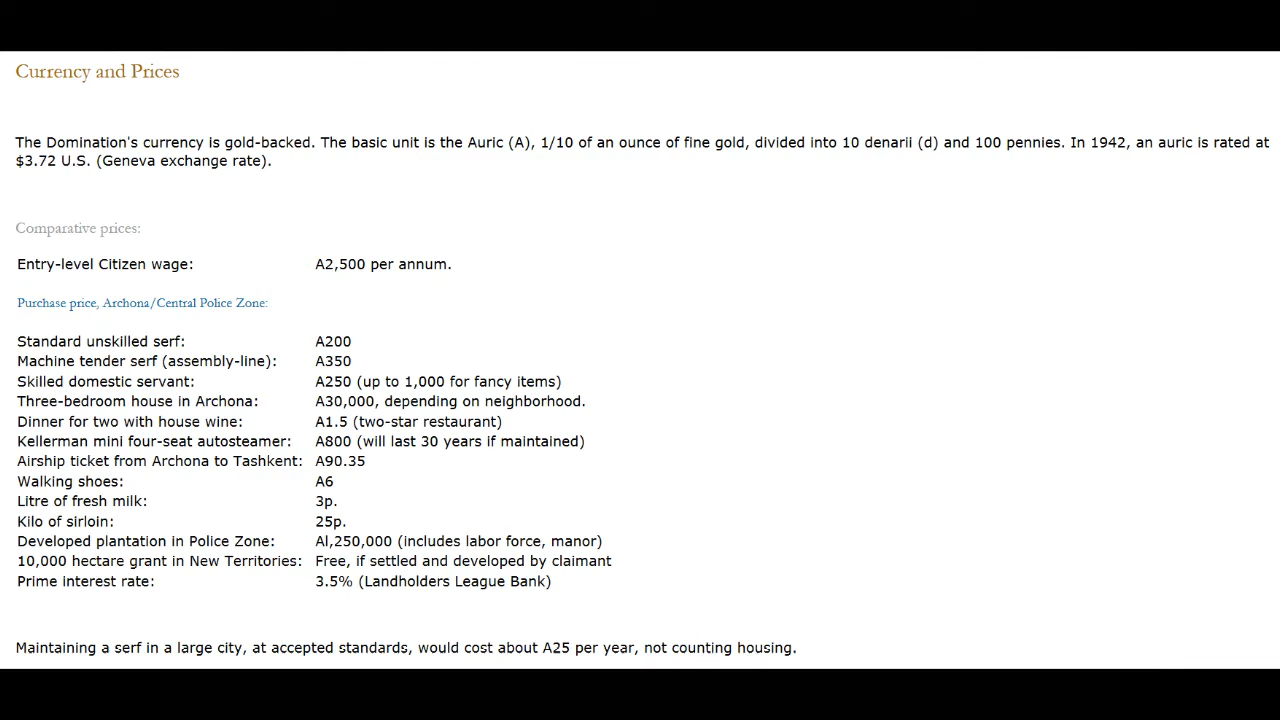 Currency and Prices
The Domination's currency is gold-backed. The basic unit is the Auric (A), 1/10 of an ounce of fine gold, divided into 10 denarii (d) and 100 pennies. In 1942, an auric is rated at
$3.72 U.S. (Geneva exchange rate).
Comparative prices:
Entry-level Citizen wage: A2,500 per annum.
Purchase price, Archona/Central Police Zone:
Standard unskilled serf: A200
Machine tender serf (assembly-line): A350
Skilled domestic servant: A250 (up to 1,000 for fancy items)
Three-bedroom house in Archona: A30,000, depending on neighborhood.
Dinner for two with house wine: A1.5 (two-star restaurant)
Kellerman mini four-seat autosteamer: A800 (will last 30 years if maintained)
Airship ticket from Archona to Tashkent: A90.35
Walking shoes: A6
Litre of fresh milk: 3p.
Kilo of sirloin: 25p.
Developed plantation in Police Zone: Al,250,000 (includes labor force, manor)
10,000 hectare grant in New Territories: Free, if settled and developed by claimant
Prime interest rate: 3.5% (Landholders League Bank)
Maintaining a serf in a large city, at accepted standards, would cost about A25 per year, not counting housing.